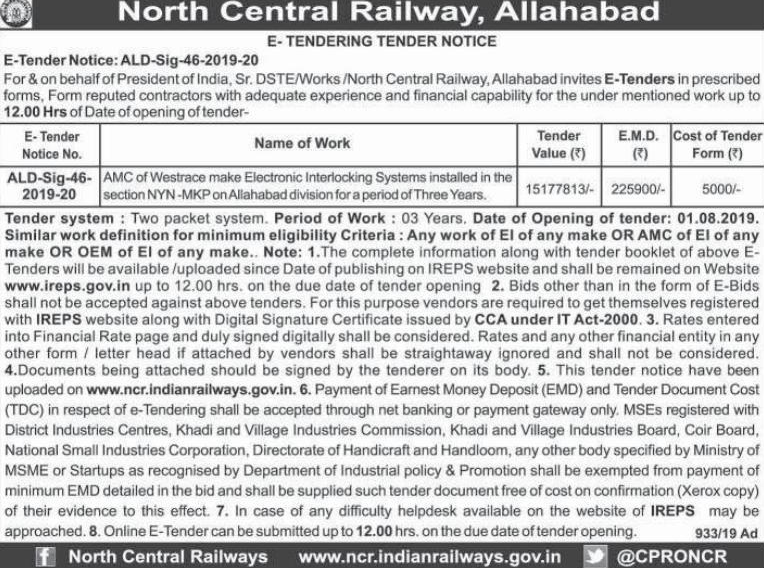 North Central Railway, Allahabad
E- TENDERING TENDER NOTICE
E-Tender Notice: ALD-Sig-46-2019-20
For & on behalf of President of India, Sr. DSTE/Works /North Central Railway, Allahabad invites E-Tenders in prescribed
forms, Form reputed contractors with adequate experience and financial capability for the under mentioned work up to
12.00 Hrs of Date of opening of tender-
E- Tender
Notice No.
Name of Work
Tender
Value (₹)
E.M.D.
(₹)
Cost of Tender
Form (₹)
ALD-Sig-46-
2019-20
AMC of Westrace make Electronic Interlocking Systems installed in the
section NYN -MKP on Allahabad division for a period of Three Years.
15177813/-
225900/-
5000/-
Tender system : Two packet system. Period of Work : 03 Years. Date of Opening of tender: 01.08.2019.
Similar work definition for minimum eligibility Criteria : Any work of EI of any make OR AMC of EI of any
make OR OEM of EI of any make.. Note: 1.The complete information along with tender booklet of above E-
Tenders will be available /uploaded since Date of publishing on IREPS website and shall be remained on Website
www.ireps.gov.in up to 12.00 hrs. on the due date of tender opening 2. Bids other than in the form of E-Bids
shall not be accepted against above tenders. For this purpose vendors are required to get themselves registered
with IREPS website along with Digital Signature Certificate issued by CCA under IT Act-2000. 3. Rates entered
into Financial Rate page and duly signed digitally shall be considered. Rates and any other financial entity in any
other form / letter head if attached by vendors shall be straightaway ignored and shall not be considered.
4.Documents being attached should be signed by the tenderer on its body. 5. This tender notice have been
uploaded on www.ncr.indianrailways.gov.in. 6. Payment of Earnest Money Deposit (EMD) and Tender Document Cost
(TDC) in respect of e-Tendering shall be accepted through net banking or payment gateway only. MSEs registered with
District Industries Centres, Khadi and Village Industries Commission, Khadi and Village Industries Board, Coir Board,
National Small Industries Corporation, Directorate of Handicraft and Handloom, any other body specified by Ministry of
MSME or Startups as recognised by Department of Industrial policy & Promotion shall be exempted from payment of
minimum EMD detailed in the bid and shall be supplied such tender document free of cost on confirmation (Xerox copy)
of their evidence to this effect. 7. In case of any difficulty helpdesk available on the website of IREPS may be
approached. 8. Online E-Tender can be submitted up to 12.00 hrs. on the due date of tender opening. 933/19 Ad
f North Central Railways www.ncr.indianrailways.gov.in @CPRONCR